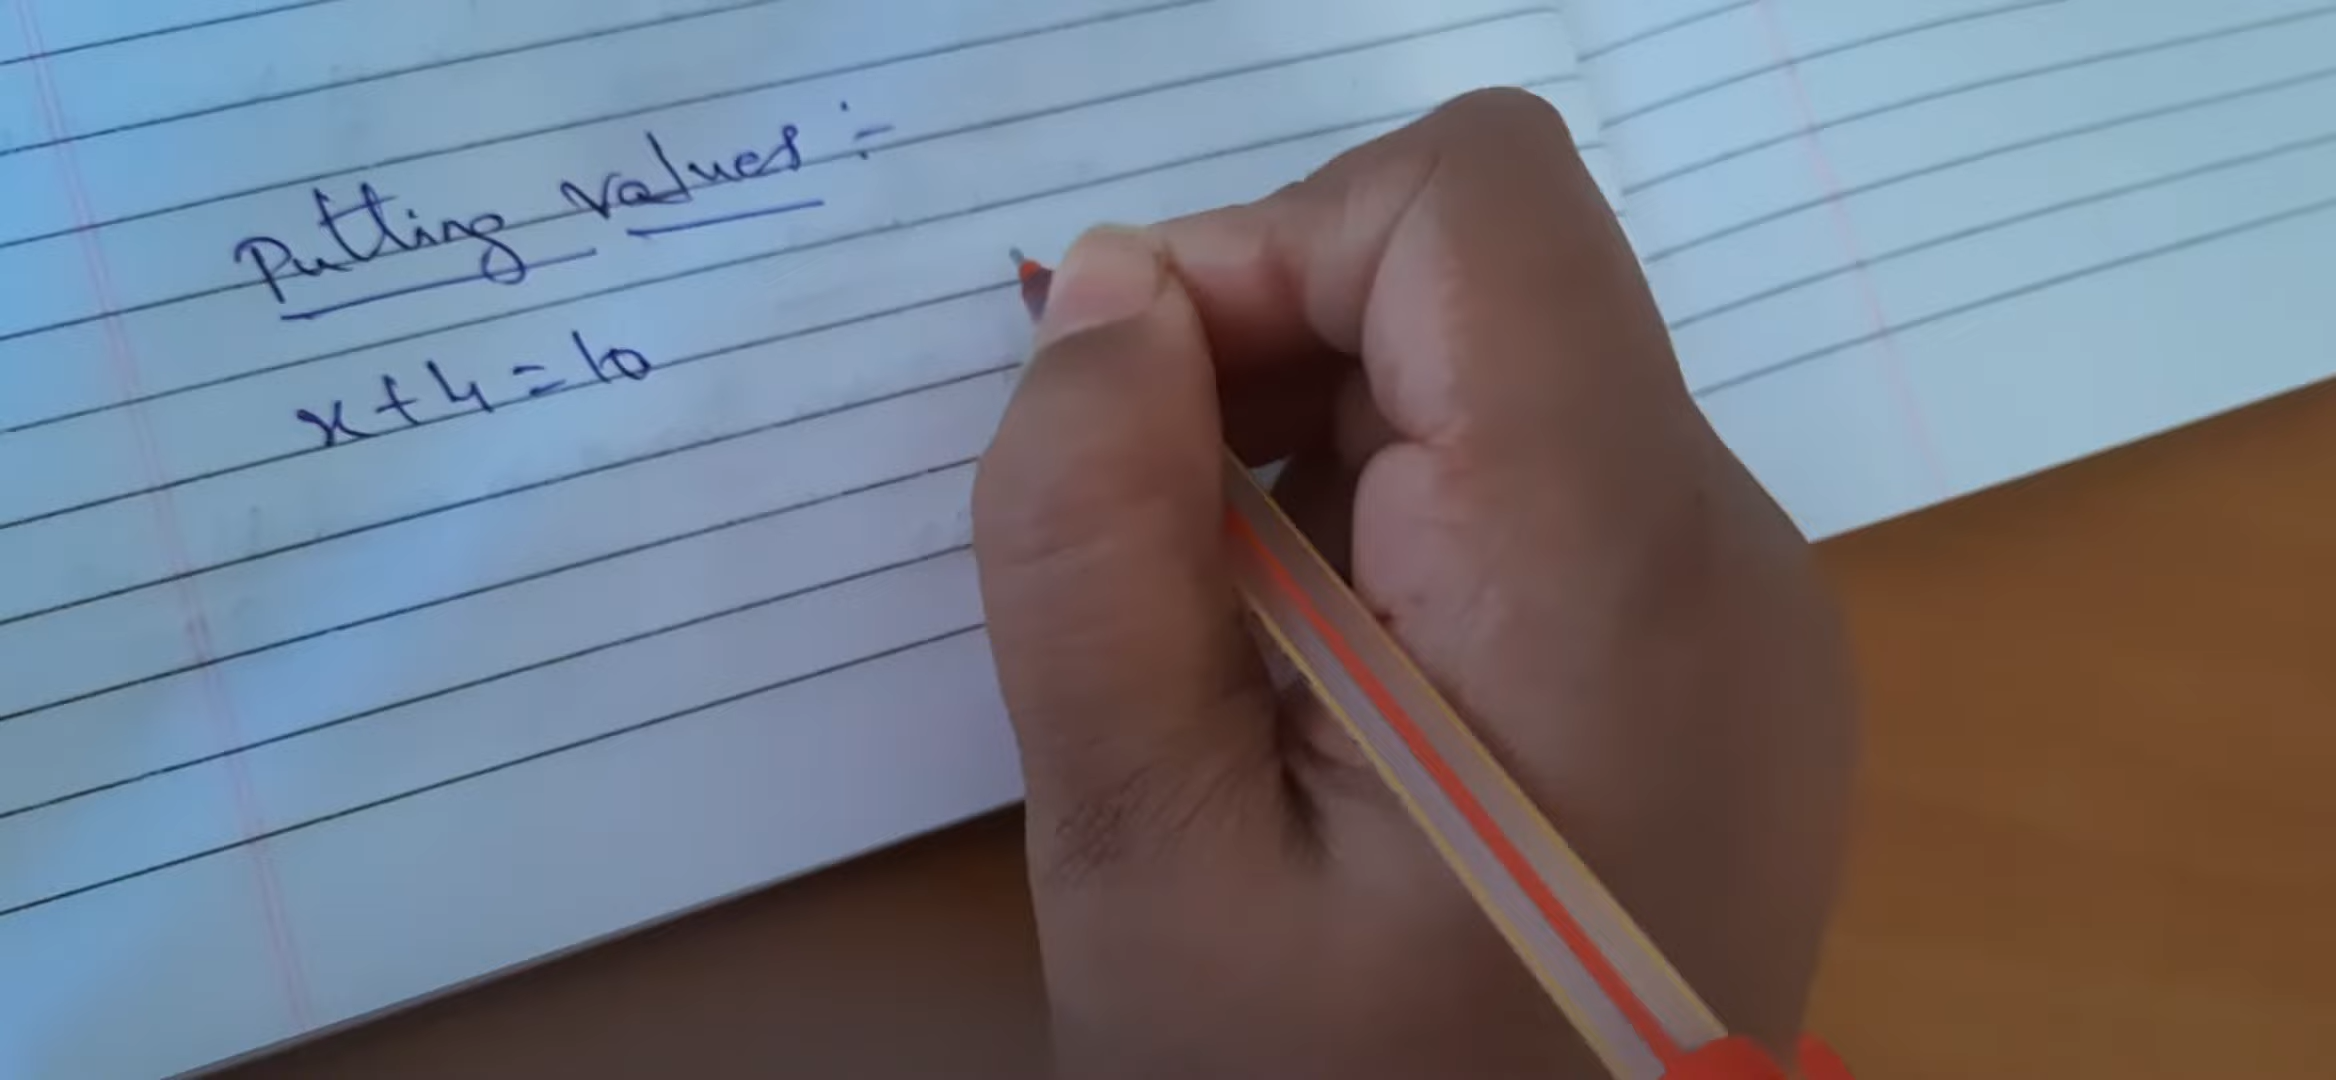 Putting values :-
x + 4 = 10